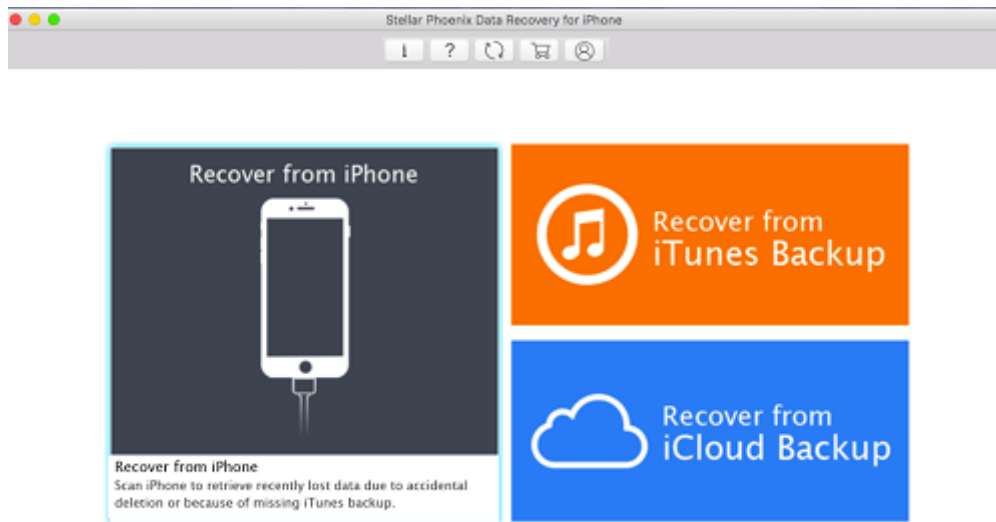 Stellar Phoenix Data Recovery for iPhone
i ?
Recover from iPhone
Recover from iPhone
Scan iPhone to retrieve recently lost data due to accidental
deletion or because of missing iTunes backup.
Recover from
iTunes Backup
Recover from
iCloud Backup